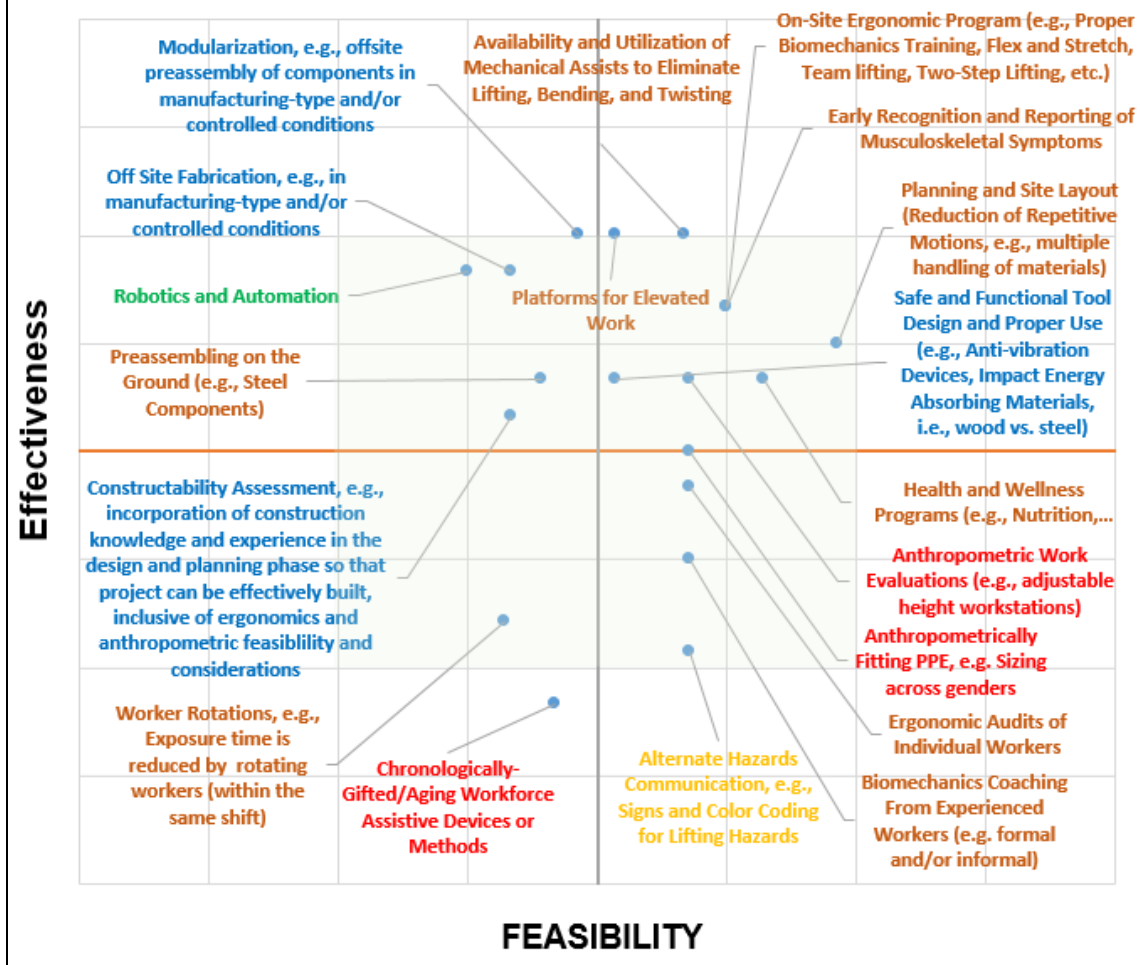 Modularization, e.g., offsite
preassembly of components in
manufacturing-type and/or
controlled conditions
Availability and Utilization of
Mechanical Assists to Eliminate
Lifting, Bending, and Twisting
On-Site Ergonomic Program (e.g., Proper
Biomechanics Training, Flex and Stretch,
Team lifting, Two-Step Lifting, etc.)
Early Recognition and Reporting of
Musculoskeletal Symptoms
Off Site Fabrication, e.g., in
manufacturing-type and/or
controlled conditions
Planning and Site Layout
(Reduction of Repetitive
Motions, e.g., multiple
handling of materials)
Robotics and Automation
Platforms for Elevated
Work
Safe and Functional Tool
Design and Proper Use
(e.g., Anti-vibration
Devices, Impact Energy
Absorbing Materials,
i.e., wood vs. steel)
Preassembling on the
Ground (e.g., Steel
Components)
Effectiveness
Constructability Assessment, e.g.,
incorporation of construction
knowledge and experience in the
design and planning phase so that
project can be effectively built,
inclusive of ergonomics and
anthropometric feasiblility and
considerations
Health and Wellness
Programs (e.g., Nutrition,...
Anthropometric Work
Evaluations (e.g., adjustable
height workstations)
Anthropometrically
Fitting PPE, e.g. Sizing
across genders
Ergonomic Audits of
Individual Workers
Worker Rotations, e.g.,
Exposure time is
reduced by rotating
workers (within the
same shift)
Chronologically-
Gifted/Aging Workforce
Assistive Devices or
Methods
Alternate Hazards
Communication, e.g.,
Signs and Color Coding
for Lifting Hazards
Biomechanics Coaching
From Experienced
Workers (e.g. formal
and/or informal)
FEASIBILITY